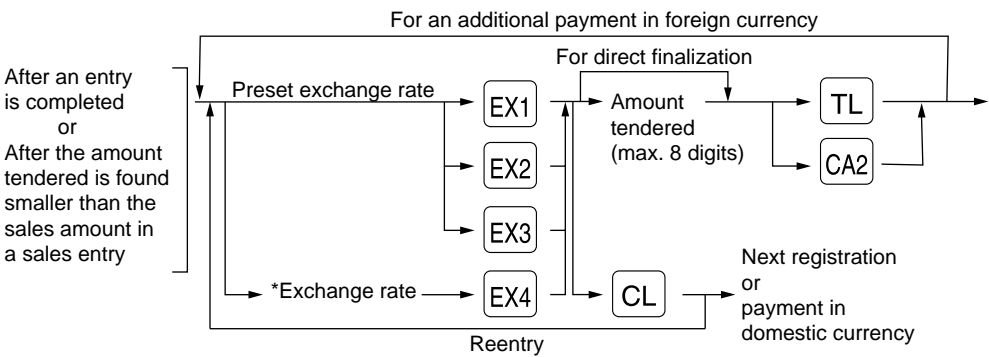 For an additional payment in foreign currency
For direct finalization
After an entry
is completed
or
After the amount
tendered is found
smaller than the
sales amount in
a sales entry
Preset exchange rate
EX1
EX2
EX3
*Exchange rate
EX4
Amount
tendered
(max. 8 digits)
TL
CA2
CL
Next registration
or
payment in
domestic currency
Reentry